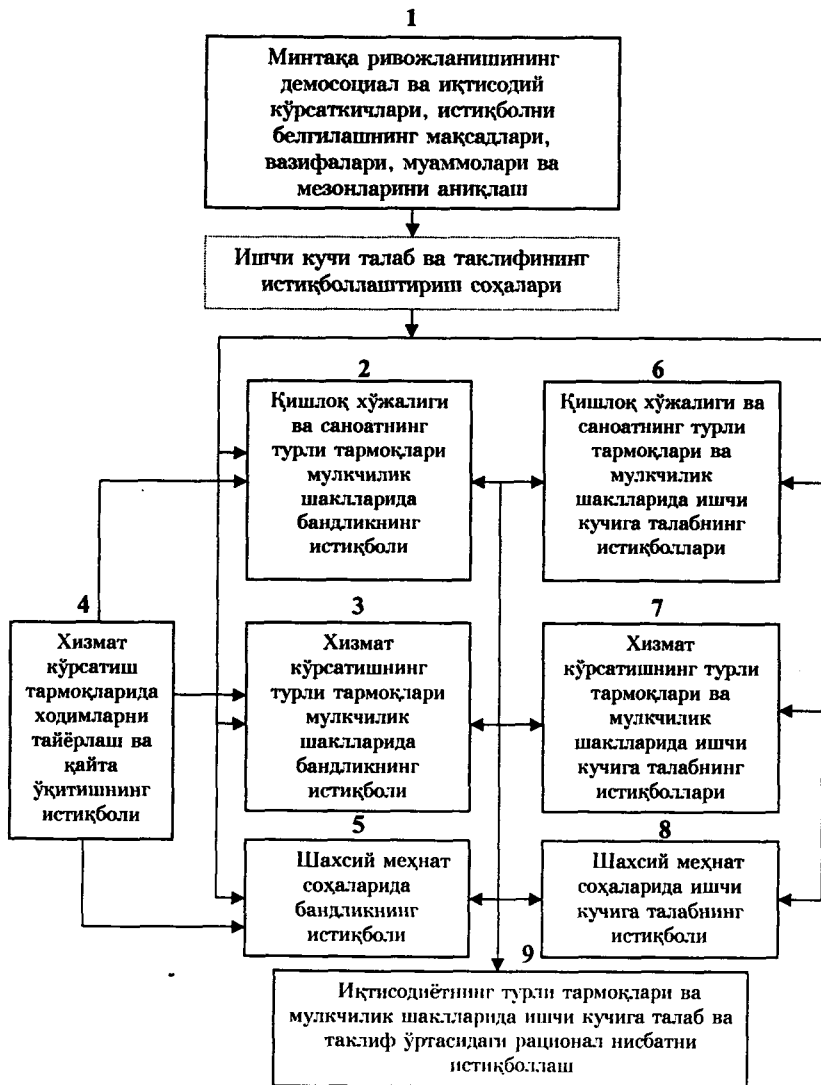 1
Минтақа ривожланишининг
демосоциал ва иқтисодий
кўрсаткичлари, истиқболни
белгилашнинг мақсадлари,
вазифалари, муаммолари ва
мезонларини аниқлаш
Ишчи кучи талаб ва таклифининг
истиқболлаштириш соҳалари
2
Қишлоқ хўжалиги
ва саноатнинг
турли тармоқлари
мулкчилик
шаклларида
бандликнинг
истиқболи
6
Қишлоқ хўжалиги ва
саноатнинг турли
тармоқлари ва
мулкчилик
шаклларида ишчи
кучига талабнинг
истиқболлари
4
Хизмат
кўрсатиш
тармоқларида
ходимларни
тайёрлаш ва
қайта
ўқитишнинг
истиқболи
3
Хизмат
кўрсатишнинг
турли тармоқлари
мулкчилик
шаклларида
бандликнинг
истиқболи
7
Хизмат
кўрсатишнинг турли
тармоқлари ва
мулкчилик
шаклларида ишчи
кучига талабнинг
истиқболлари
5
Шахсий меҳнат
соҳаларида
бандликнинг
истиқболи
8
Шахсий меҳнат
соҳаларида ишчи
кучига талабнинг
истиқболи
9
Иқтисодиётнинг турли тармоқлари ва
мулкчилик шаклларида ишчи кучига талаб ва
таклиф ўртасидаги рационал нисбатни
истиқболлаш